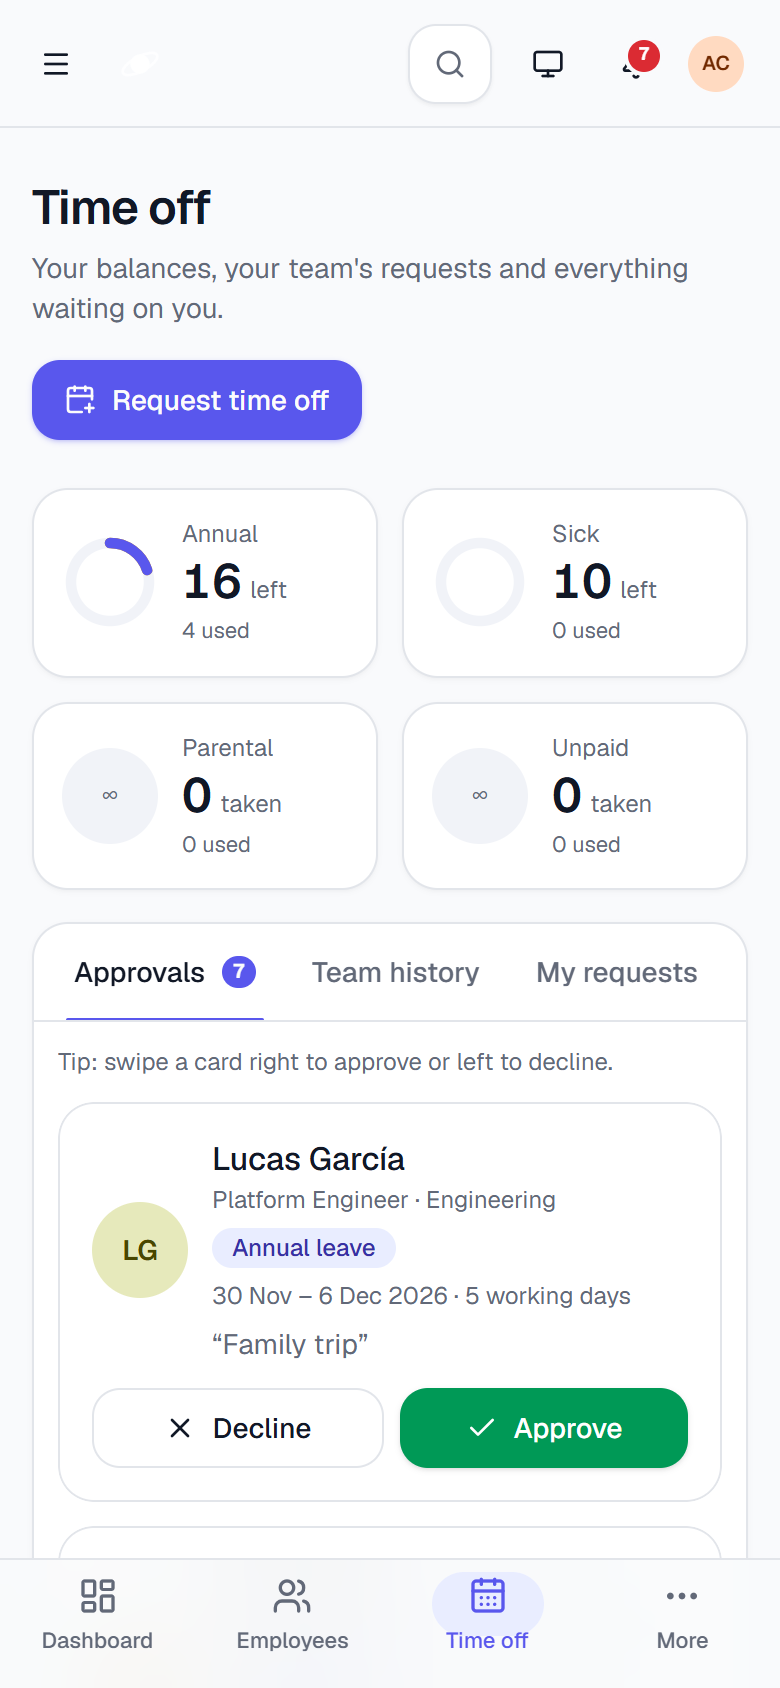 7
AC
Time off
Your balances, your team's requests and everything
waiting on you.
Request time off
Annual
16 left
4 used
Sick
10 left
0 used
∞
Parental
0 taken
0 used
∞
Unpaid
0 taken
0 used
Approvals 7
Team history
My requests
Tip: swipe a card right to approve or left to decline.
LG
Lucas García
Platform Engineer · Engineering
Annual leave
30 Nov – 6 Dec 2026 · 5 working days
“Family trip”
Decline
Approve
Dashboard
Employees
Time off
More